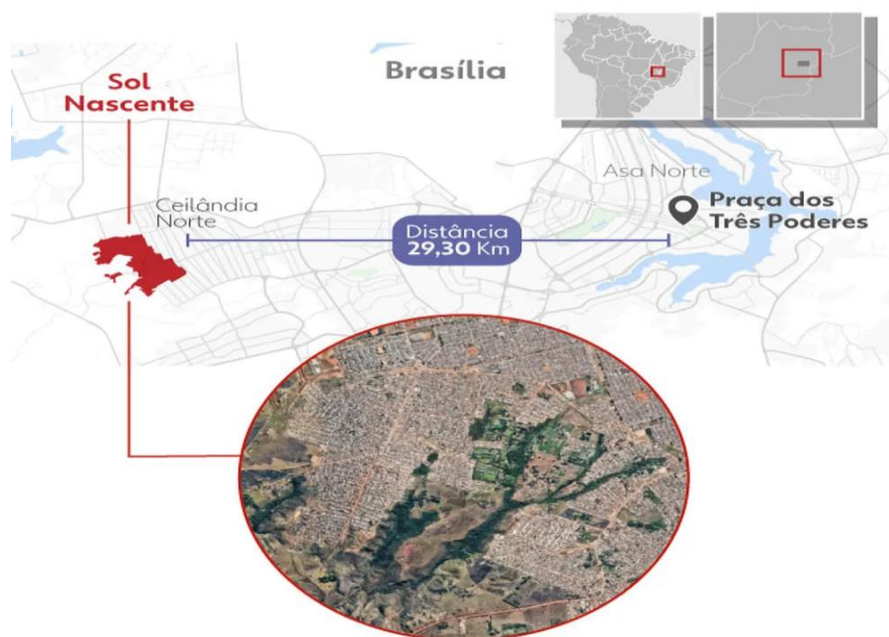 Brasília
Sol
Nascente
Ceilândia
Norte
Asa Norte
Praça dos
Três Poderes
Distância
29,30 Km